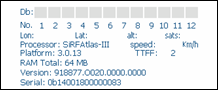 Db:
No. 1 2 3 4 5 6 7 8 9 10 11 12
Lon: Lat: alt: sats:
Processor: SiRFAtlas-III speed: Km/h
Platform: 3.0.13 TTFF: 2
RAM Total: 64 MB
Version: 918877.0020.0000.0000
Serial: 0b14001800000083